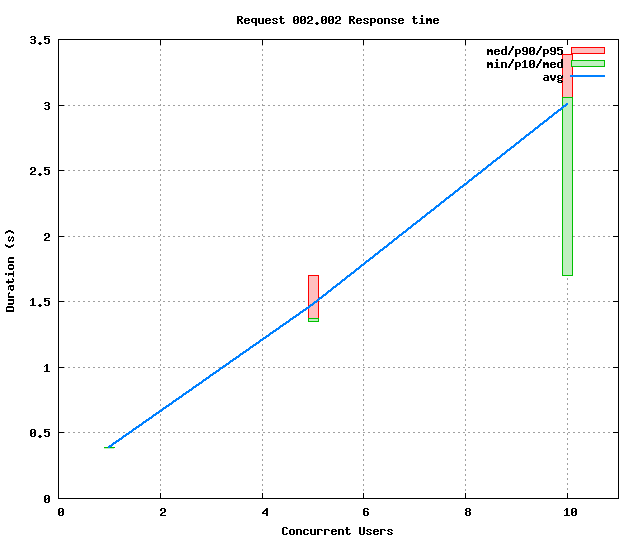 Request 002.002 Response time
3.5
3
2.5
2
1.5
1
0.5
0
med/p90/p95
min/p10/med
avg
Duration (s)
0 2 4 6 8 10
Concurrent Users